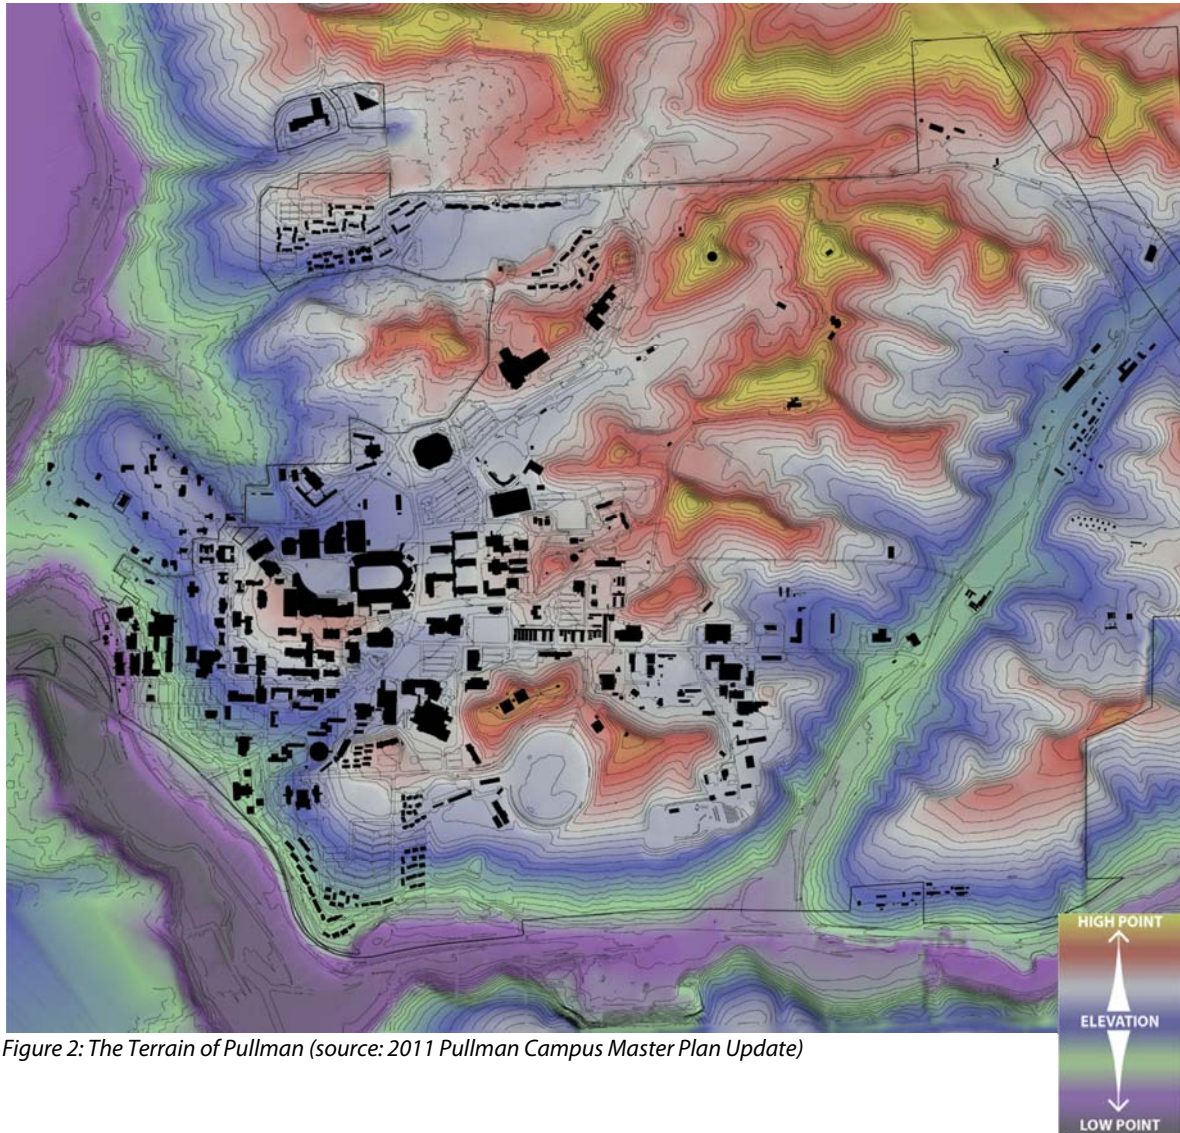 HIGH POINT
ELEVATION
LOW POINT
Figure 2: The Terrain of Pullman (source: 2011 Pullman Campus Master Plan Update)